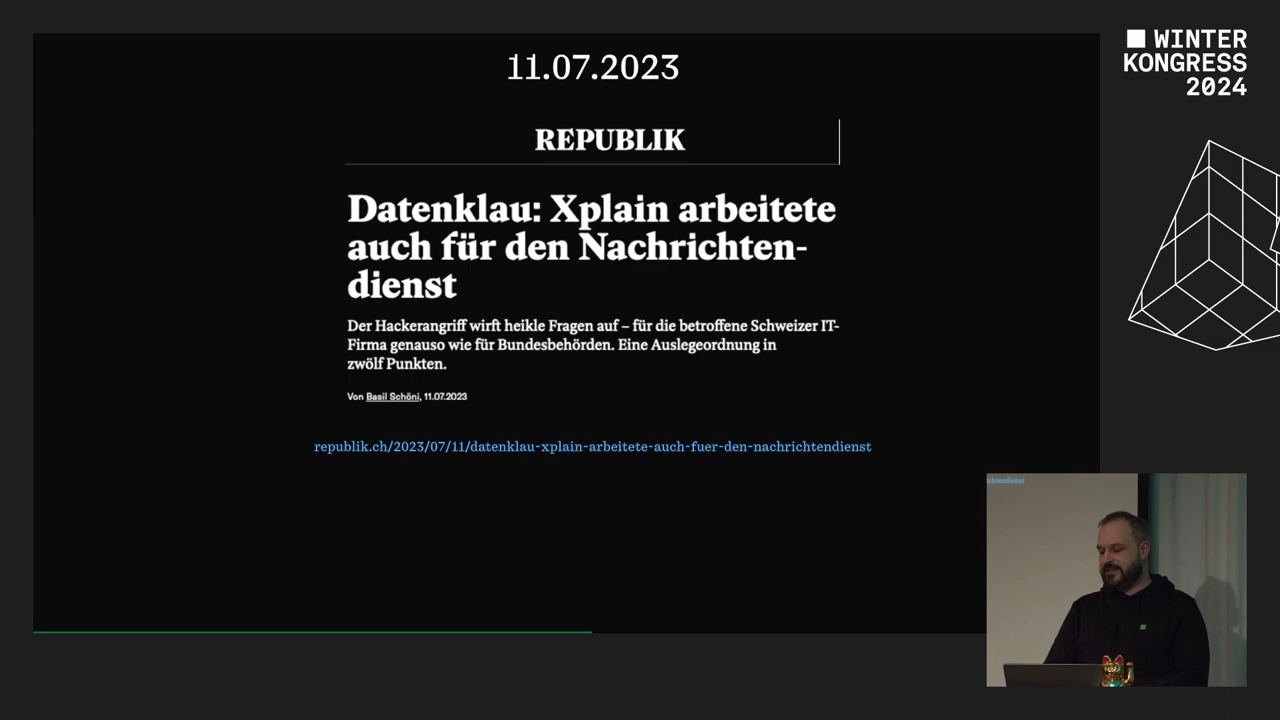 11.07.2023
REPUBLIK
Datenklau: Xplain arbeitete
auch für den Nachrichten-
dienst
Der Hackerangriff wirft heikle Fragen auf – für die betroffene Schweizer IT-
Firma genauso wie für Bundesbehörden. Eine Auslegeordnung in
zwölf Punkten.
Von Basil Schöni, 11.07.2023
republik.ch/2023/07/11/datenklau-xplain-arbeitete-auch-fuer-den-nachrichtendienst
WINTER
KONGRESS
2024